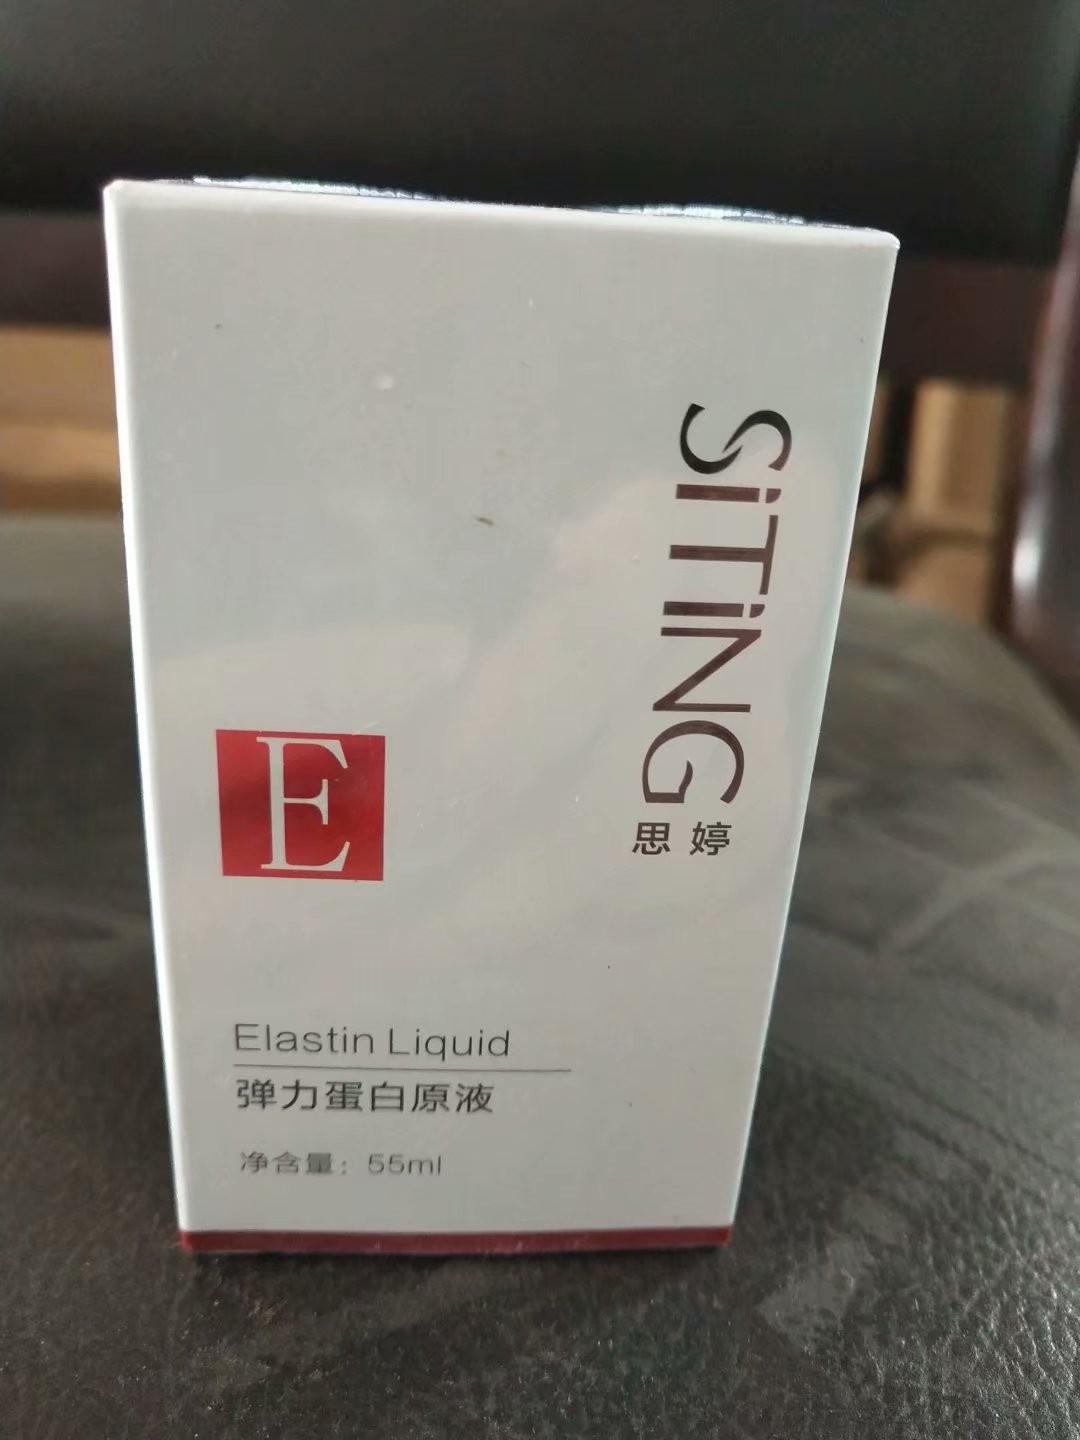 SiTiNG
思婷
E
Elastin Liquid
弹力蛋白原液
净含量：55ml